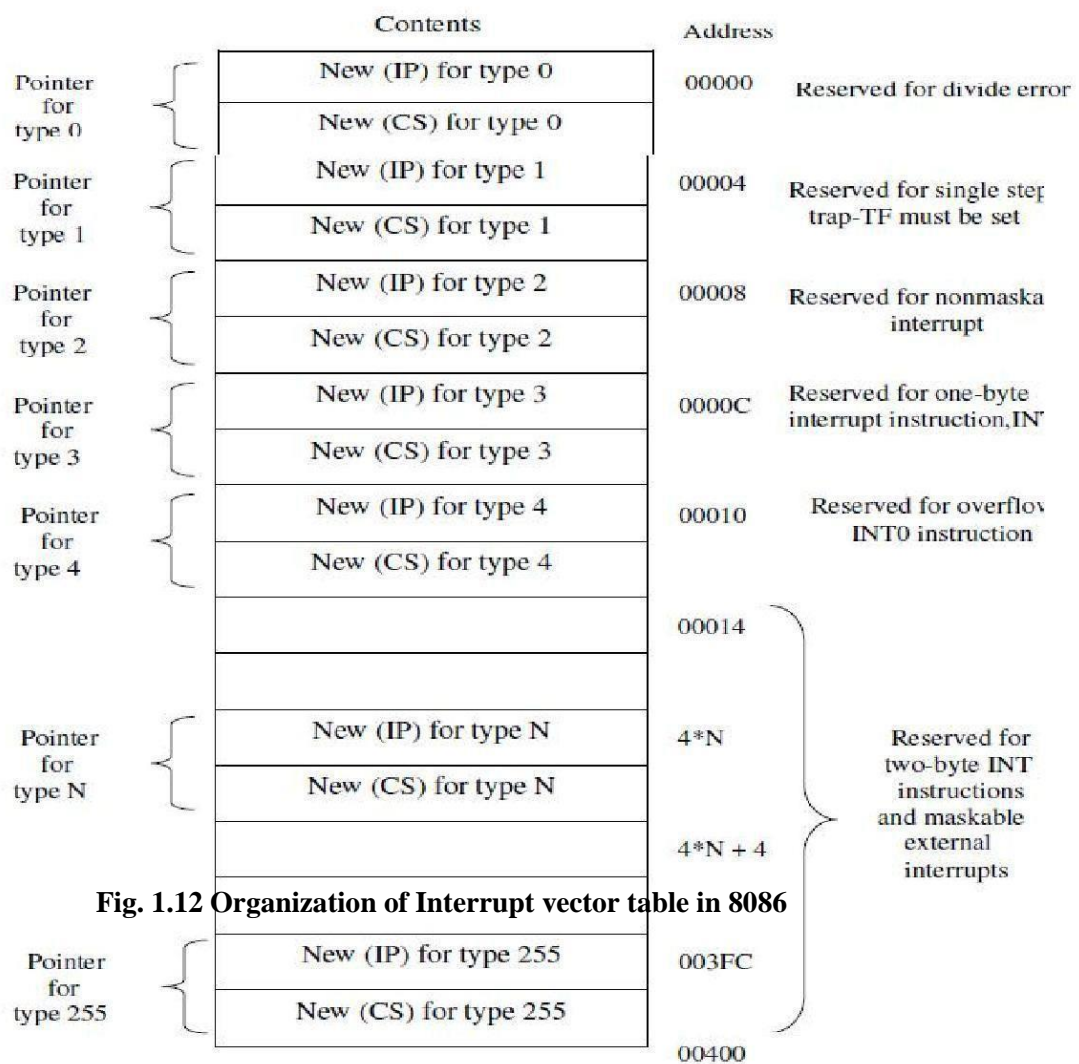 Contents
Address
Pointer
for
type 0
New (IP) for type 0
New (CS) for type 0
00000
Reserved for divide error
Pointer
for
type 1
New (IP) for type 1
New (CS) for type 1
00004
Reserved for single step
trap-TF must be set
Pointer
for
type 2
New (IP) for type 2
New (CS) for type 2
00008
Reserved for nonmaska
interrupt
Pointer
for
type 3
New (IP) for type 3
New (CS) for type 3
0000C
Reserved for one-byte
interrupt instruction,INT
Pointer
for
type 4
New (IP) for type 4
New (CS) for type 4
00010
Reserved for overflow
INT0 instruction
00014
Pointer
for
type N
New (IP) for type N
New (CS) for type N
4*N
4*N + 4
Reserved for
two-byte INT
instructions
and maskable
external
interrupts
Fig. 1.12 Organization of Interrupt vector table in 8086
Pointer
for
type 255
New (IP) for type 255
New (CS) for type 255
003FC
00400